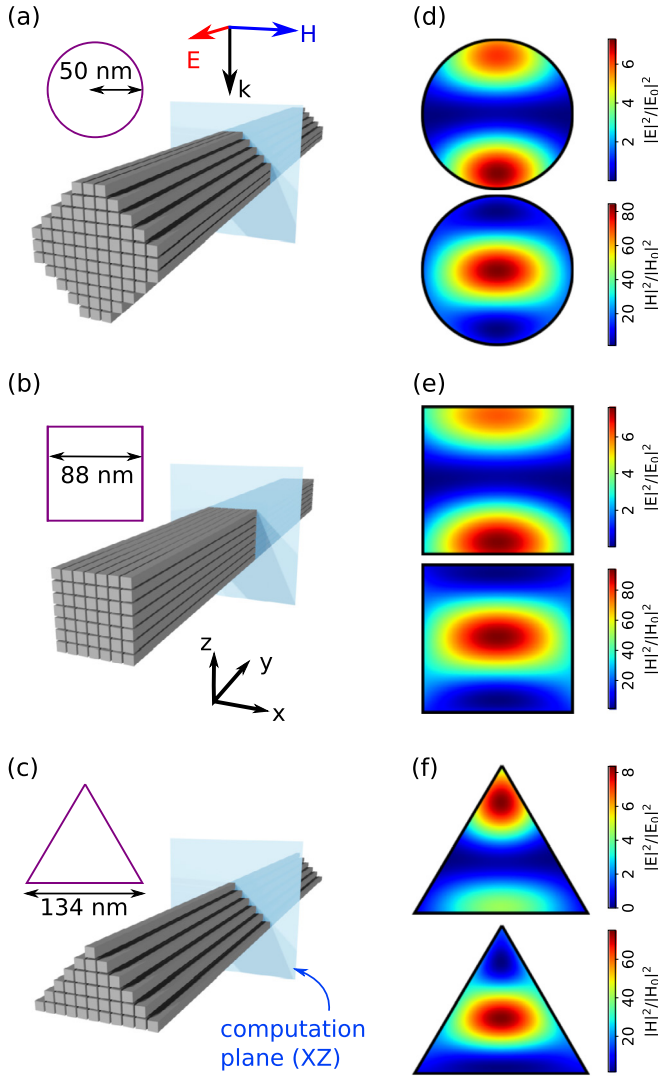 (a)
50 nm
E
H
k
(d)
6
4
2
|E|²/|E₀|²
80
60
40
20
|H|²/|H₀|²
(b)
88 nm
z
y
x
(e)
6
4
2
|E|²/|E₀|²
80
60
40
20
|H|²/|H₀|²
(c)
134 nm
computation
plane (XZ)
(f)
8
6
4
2
0
|E|²/|E₀|²
60
40
20
|H|²/|H₀|²